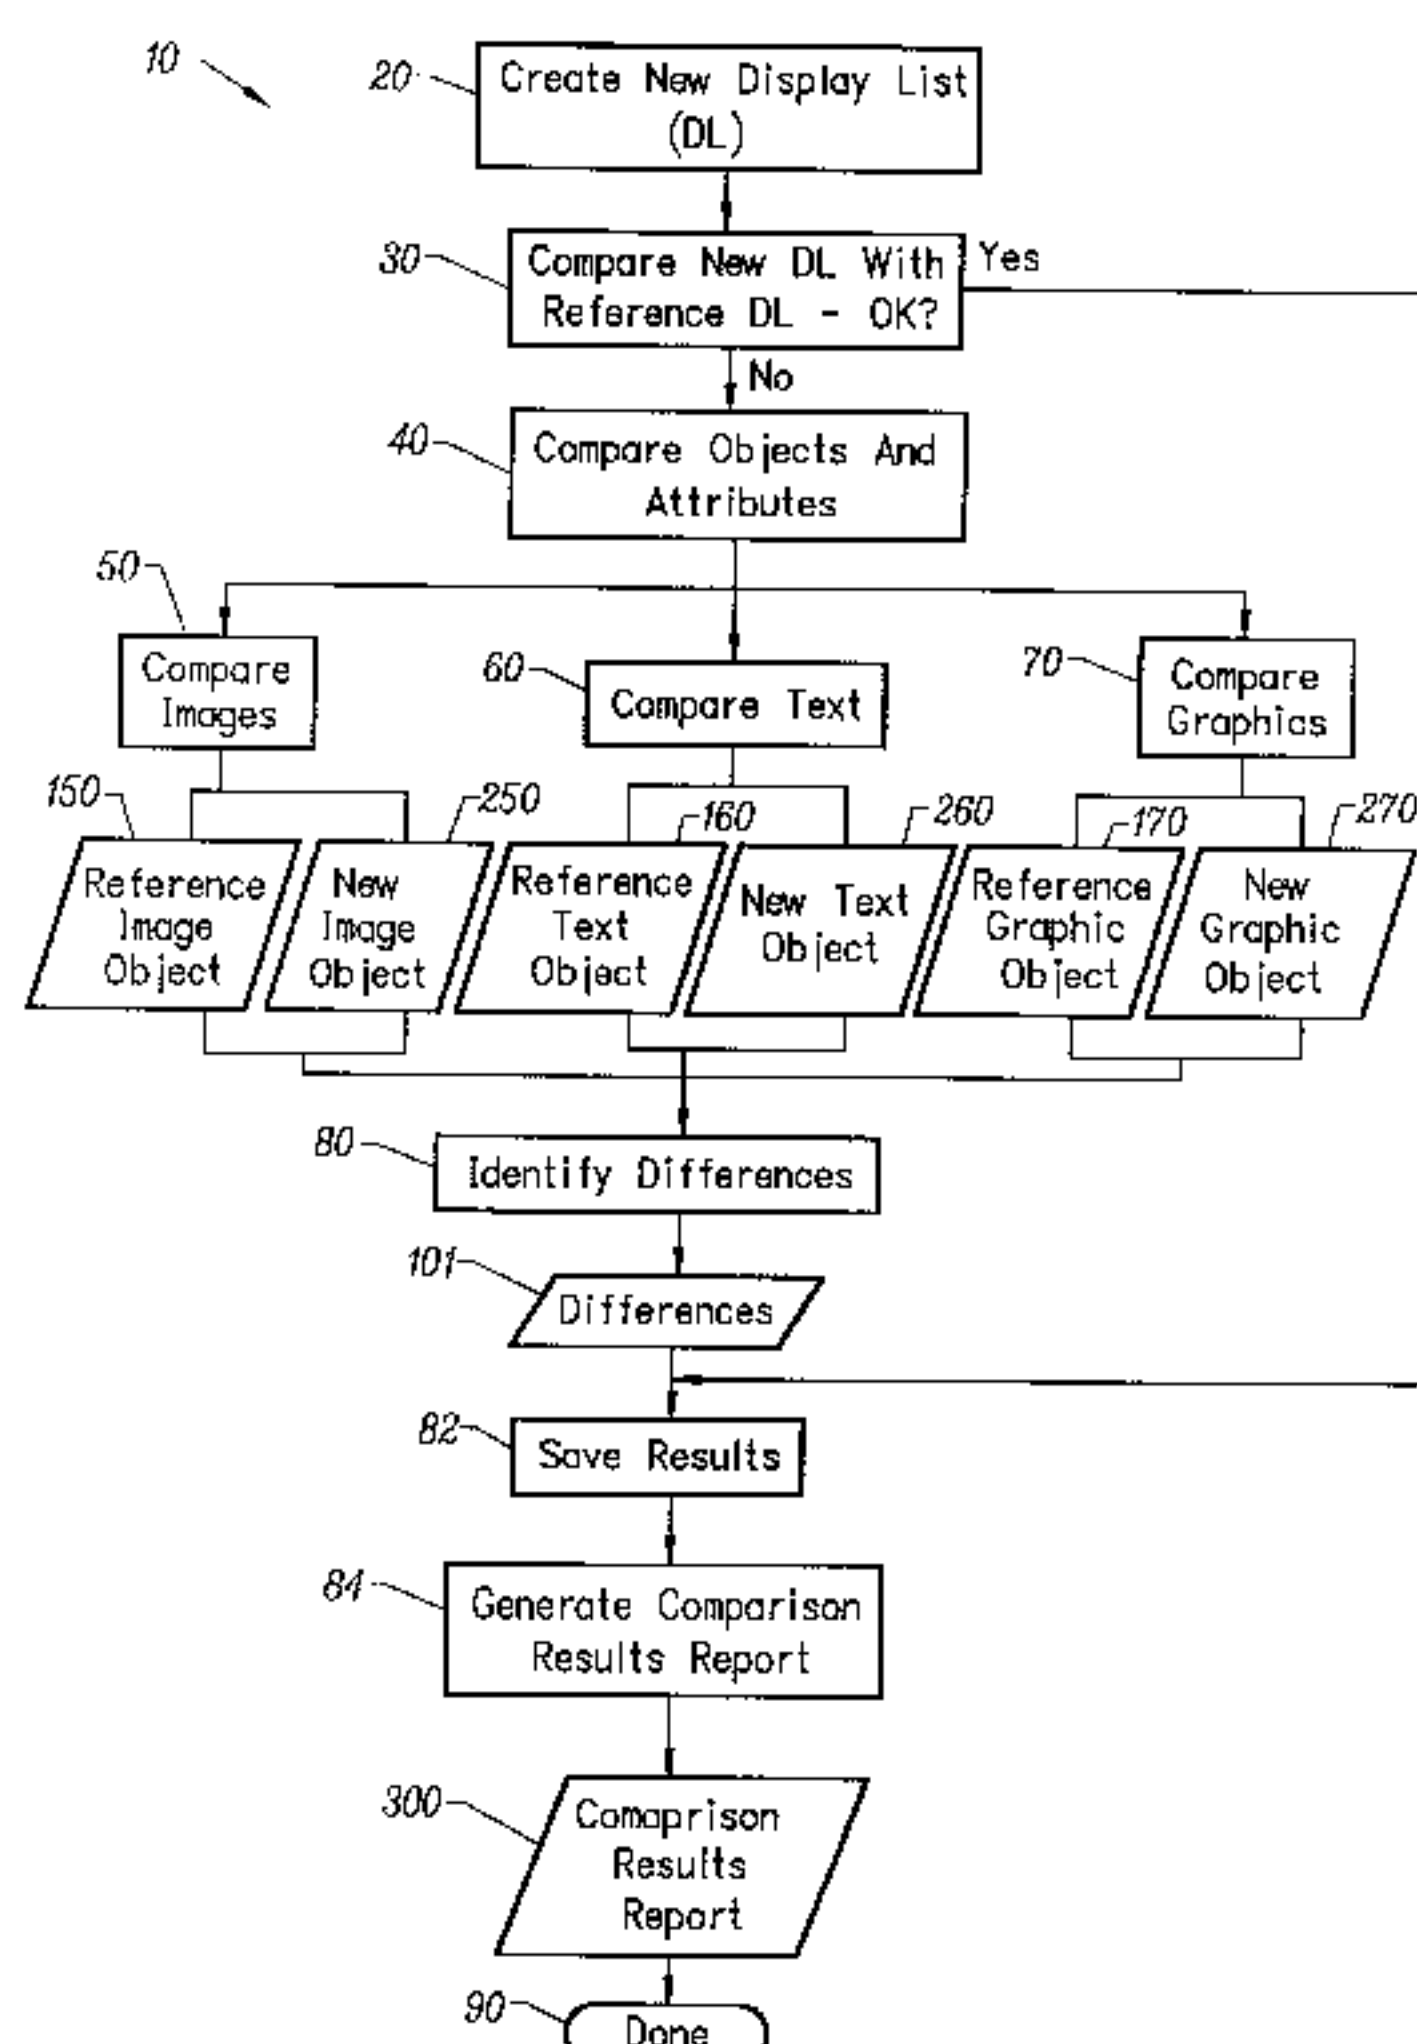 10
20
Create New Display List
(DL)
30
Compare New DL With
Reference DL - OK?
Yes
No
40
Compare Objects And
Attributes
50
Compare
Images
60
Compare Text
70
Compare
Graphics
150
Reference
Image
Object
250
New
Image
Object
160
Reference
Text
Object
260
New Text
Object
170
Reference
Graphic
Object
270
New
Graphic
Object
80
Identify Differences
101
Differences
82
Save Results
84
Generate Comparison
Results Report
300
Comaprison
Results
Report
90
Done